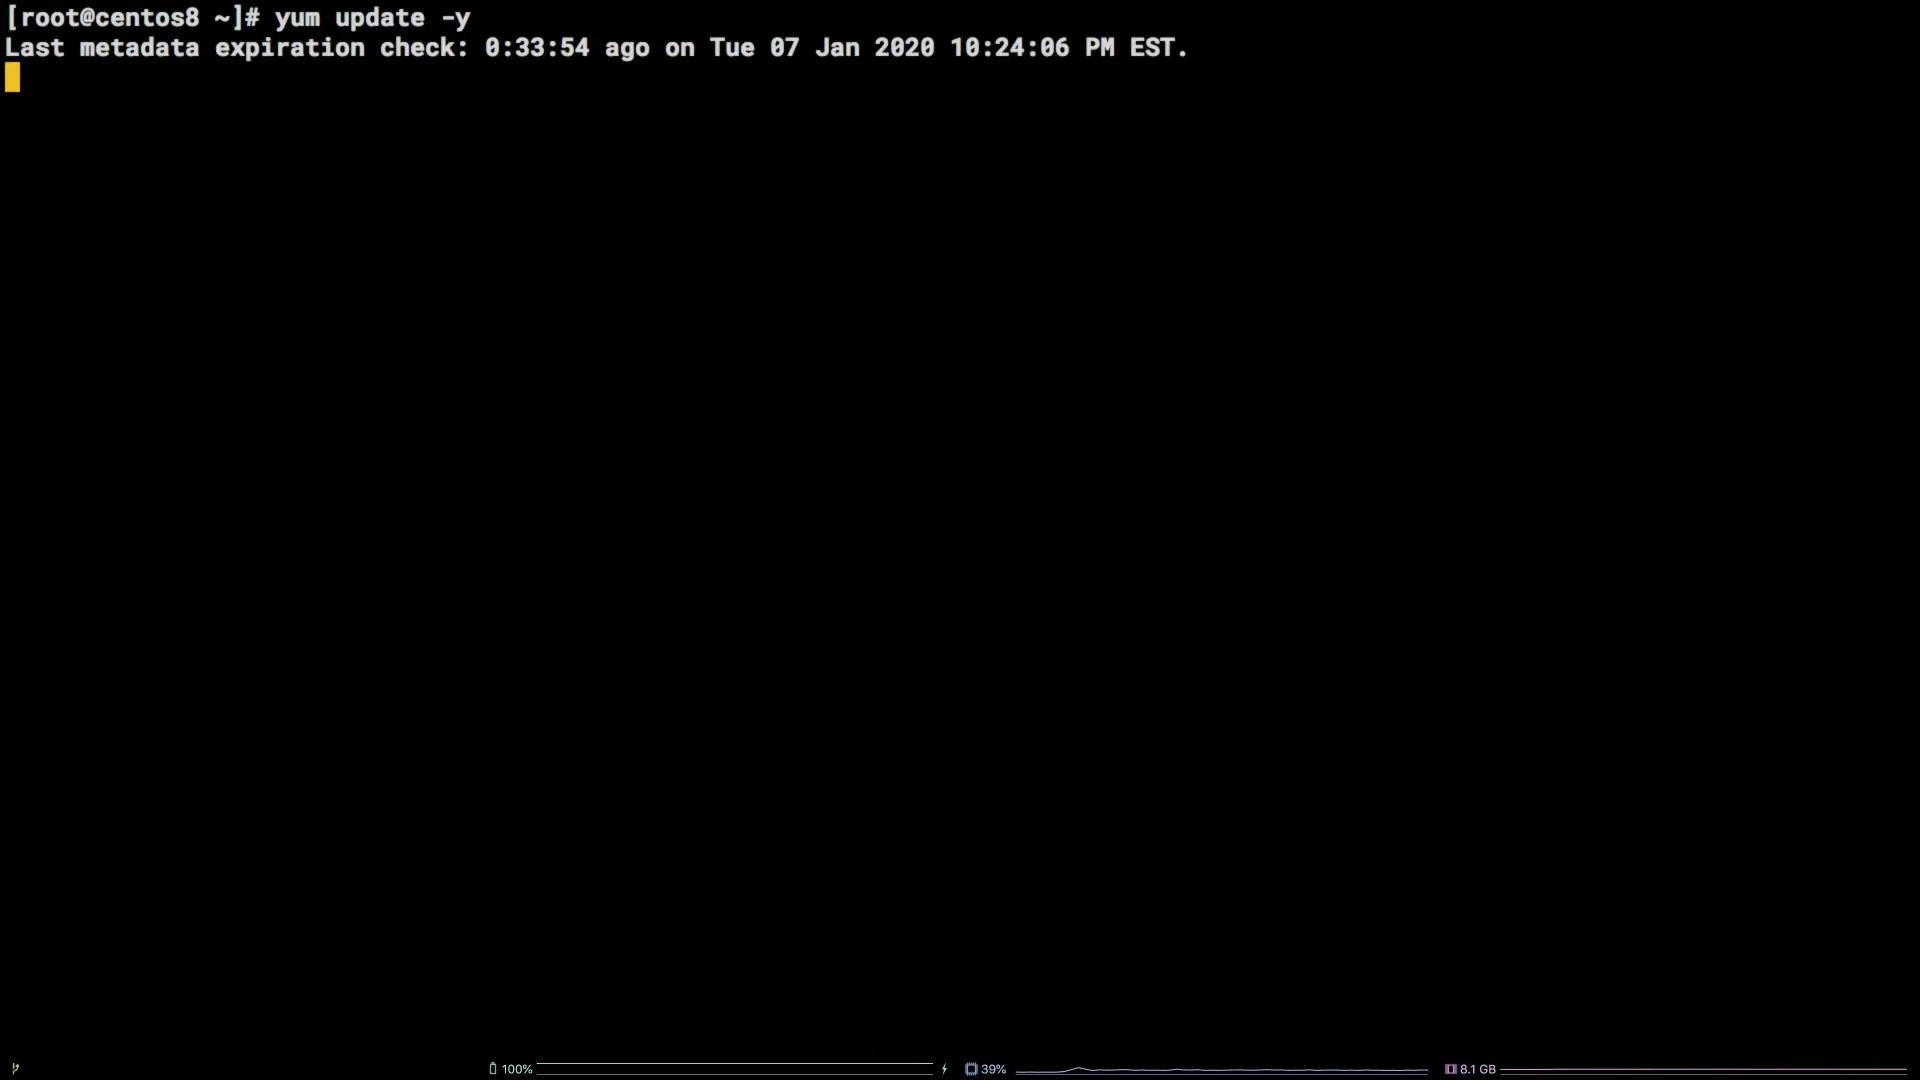 [root@centos8 ~]# yum update -y
Last metadata expiration check: 0:33:54 ago on Tue 07 Jan 2020 10:24:06 PM EST.
100% 39% 8.1 GB